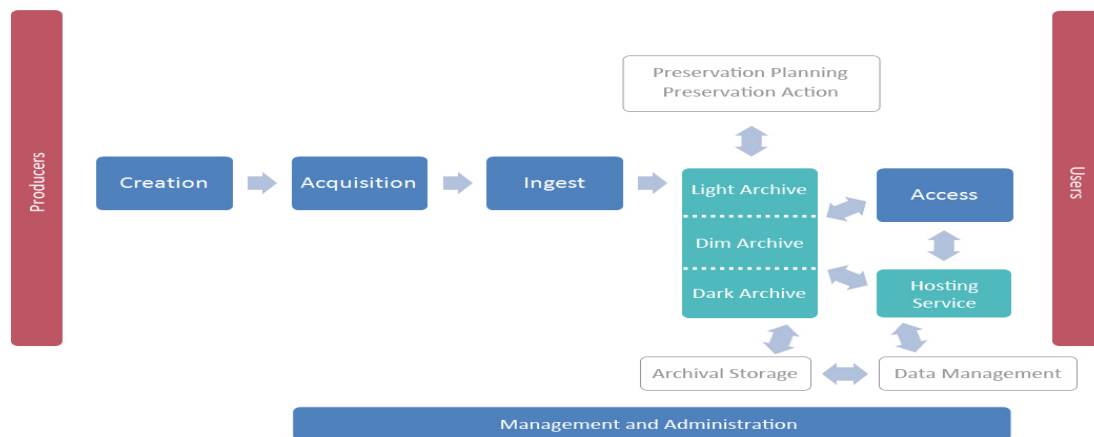 Producers
Preservation Planning
Preservation Action
Creation
Acquisition
Ingest
Light Archive
Dim Archive
Dark Archive
Access
Hosting
Service
Archival Storage
Data Management
Management and Administration
Users